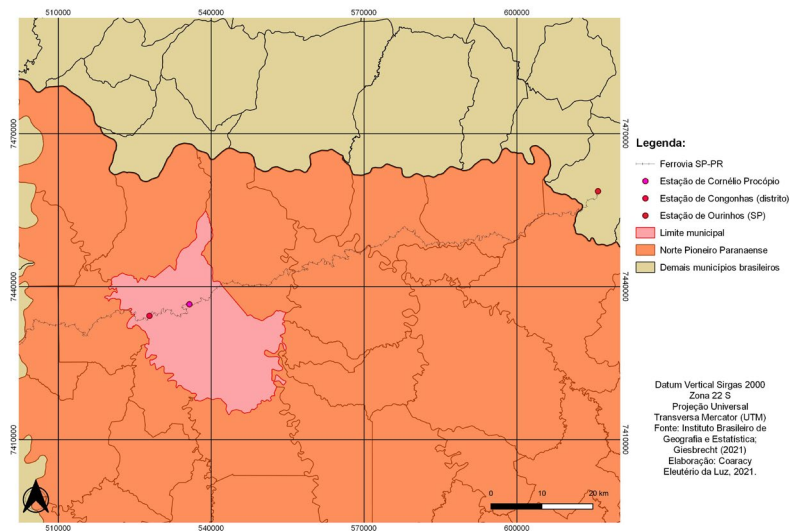 510000 540000 570000 600000
7470000 7470000
7440000 7440000
7410000 7410000
0 10 20 km
510000 540000 570000 600000
Legenda:
Ferrovia SP-PR
Estação de Cornélio Procópio
Estação de Congonhas (distrito)
Estação de Ourinhos (SP)
Limite municipal
Norte Pioneiro Paranaense
Demais municípios brasileiros
Datum Vertical Sirgas 2000
Zona 22 S
Projeção Universal
Transversa Mercator (UTM)
Fonte: Instituto Brasileiro de
Geografia e Estatística;
Giesbrecht (2021)
Elaboração: Coaracy
Eleutério da Luz, 2021.